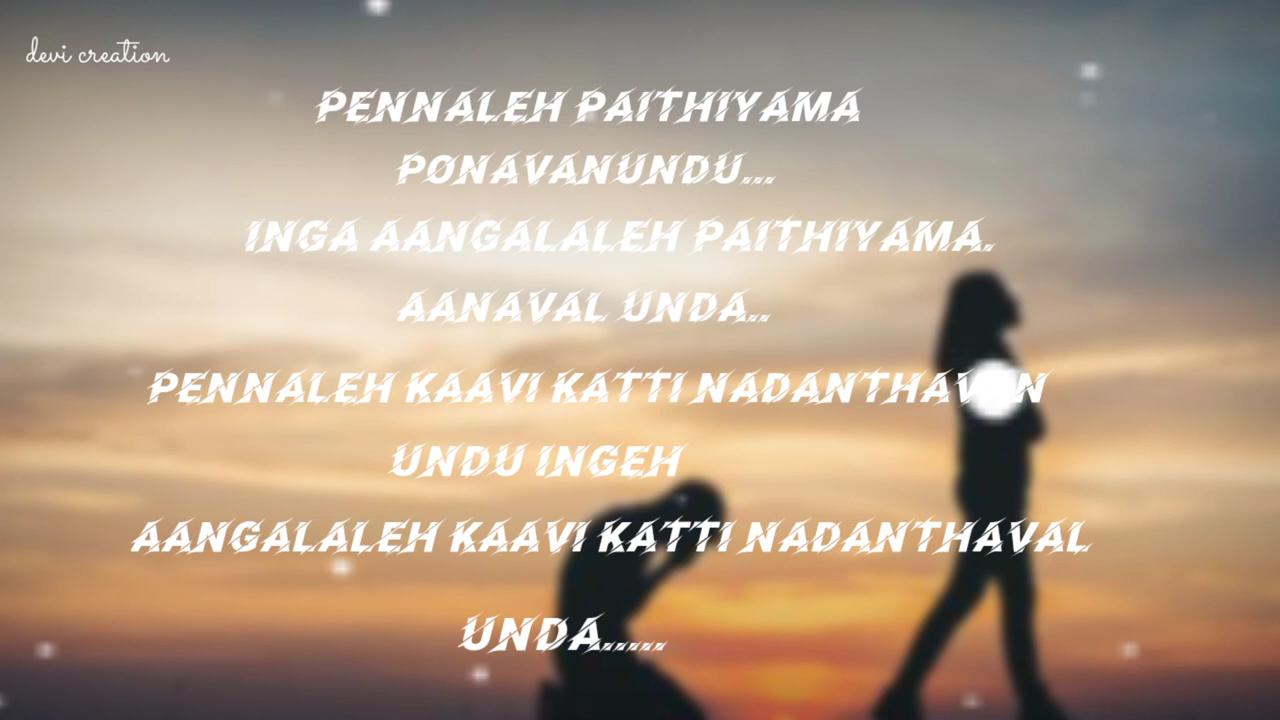 devi creation
PENNALEH PAITHIYAMA
PONAVANUNDU...
INGA AANGALALEH PAITHIYAMA.
AANAVAL UNDA..
PENNALEH KAAVI KATTI NADANTHAVAN
UNDU INGEH
AANGALALEH KAAVI KATTI NADANTHAVAL
UNDA......